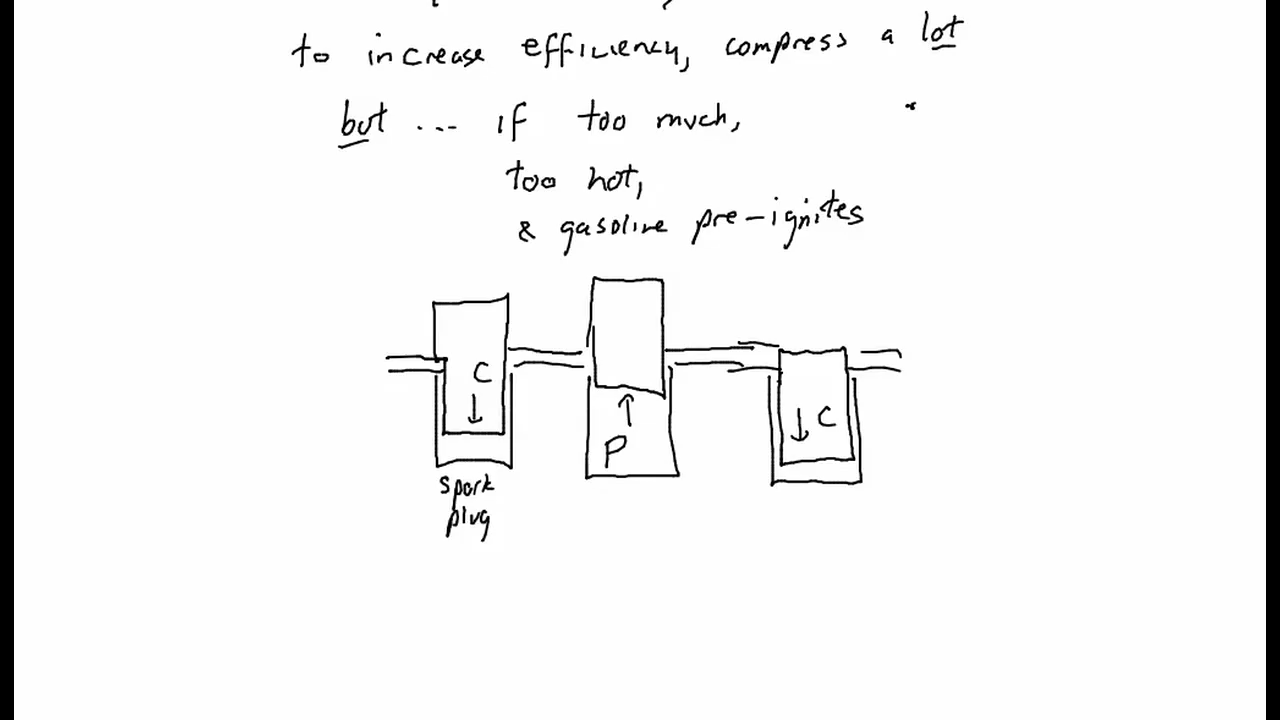 to increase efficiency, compress a lot
but ... if too much,
too hot,
& gasoline pre-ignites
C
P
C
spark
plug